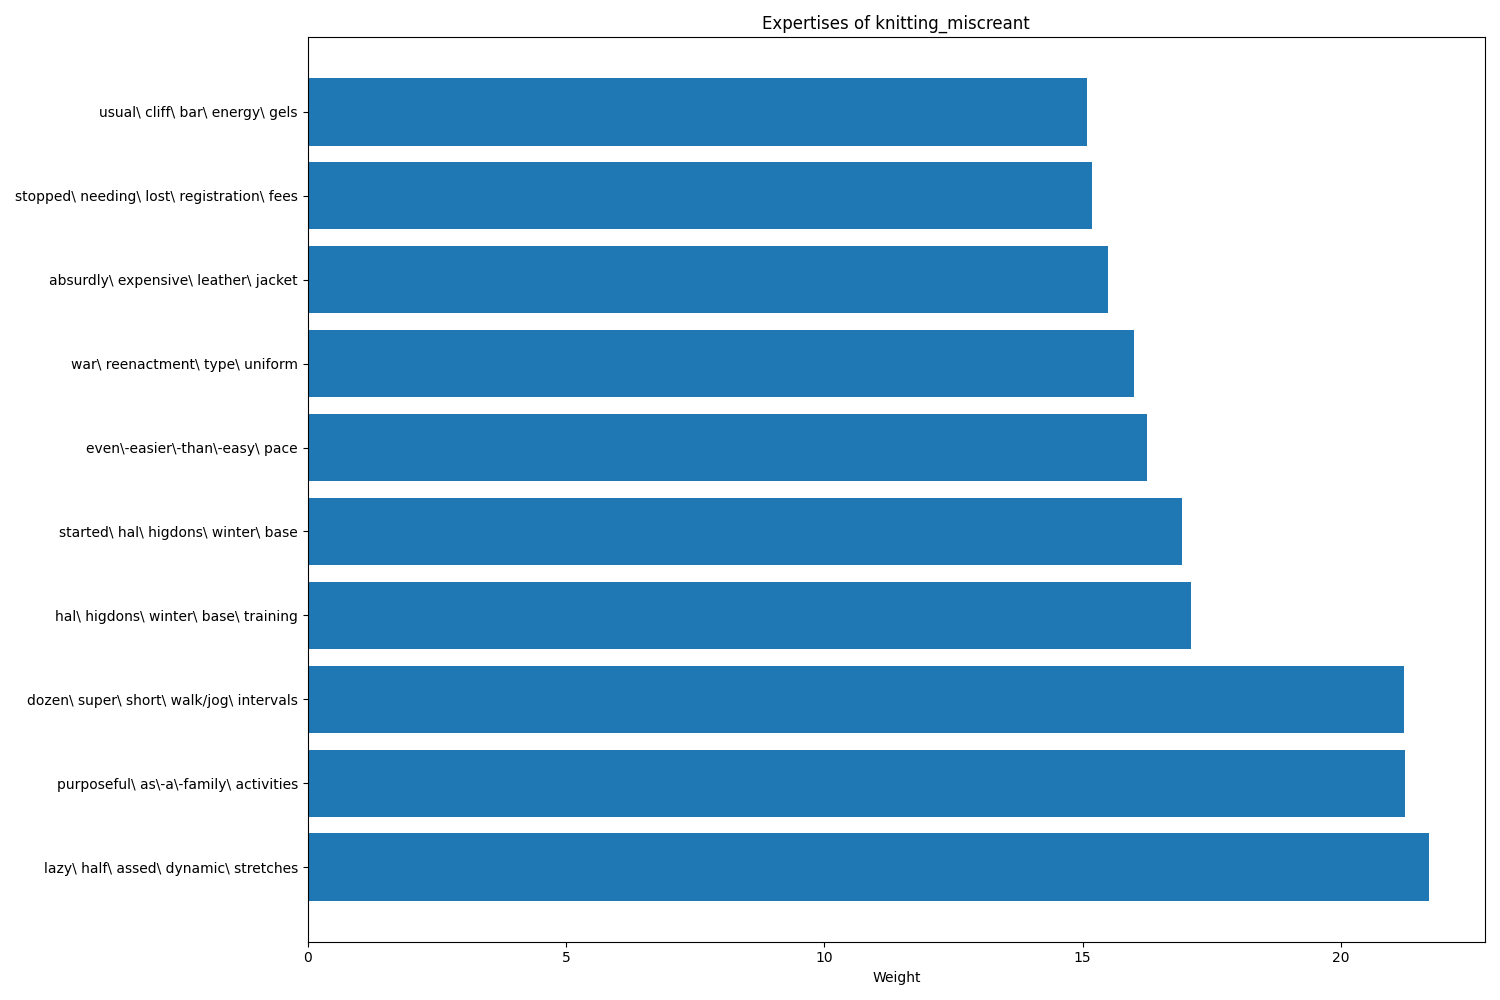 Expertises of knitting_miscreant
usual\ cliff\ bar\ energy\ gels
stopped\ needing\ lost\ registration\ fees
absurdly\ expensive\ leather\ jacket
war\ reenactment\ type\ uniform
even\-easier\-than\-easy\ pace
started\ hal\ higdons\ winter\ base
hal\ higdons\ winter\ base\ training
dozen\ super\ short\ walk/jog\ intervals
purposeful\ as\-a\-family\ activities
lazy\ half\ assed\ dynamic\ stretches
0 5 10 15 20
Weight